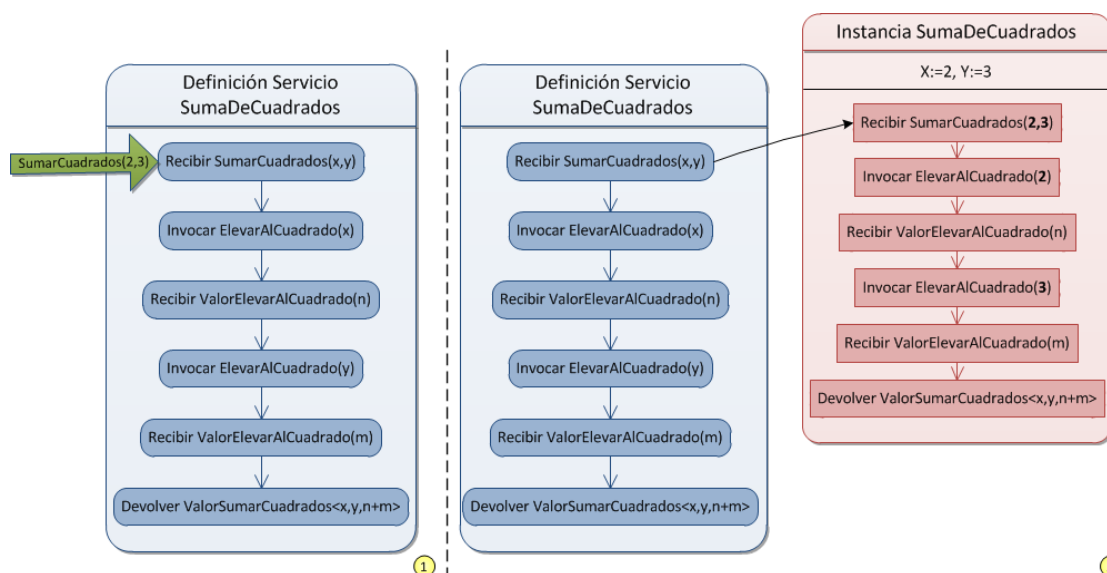 SumarCuadrados(2,3)
Definición Servicio
SumaDeCuadrados
Recibir SumarCuadrados(x,y)
Invocar ElevarAlCuadrado(x)
Recibir ValorElevarAlCuadrado(n)
Invocar ElevarAlCuadrado(y)
Recibir ValorElevarAlCuadrado(m)
Devolver ValorSumarCuadrados<x,y,n+m>
1
Definición Servicio
SumaDeCuadrados
Recibir SumarCuadrados(x,y)
Invocar ElevarAlCuadrado(x)
Recibir ValorElevarAlCuadrado(n)
Invocar ElevarAlCuadrado(y)
Recibir ValorElevarAlCuadrado(m)
Devolver ValorSumarCuadrados<x,y,n+m>
Instancia SumaDeCuadrados
X:=2, Y:=3
Recibir SumarCuadrados(2,3)
Invocar ElevarAlCuadrado(2)
Recibir ValorElevarAlCuadrado(n)
Invocar ElevarAlCuadrado(3)
Recibir ValorElevarAlCuadrado(m)
Devolver ValorSumarCuadrados<x,y,n+m>